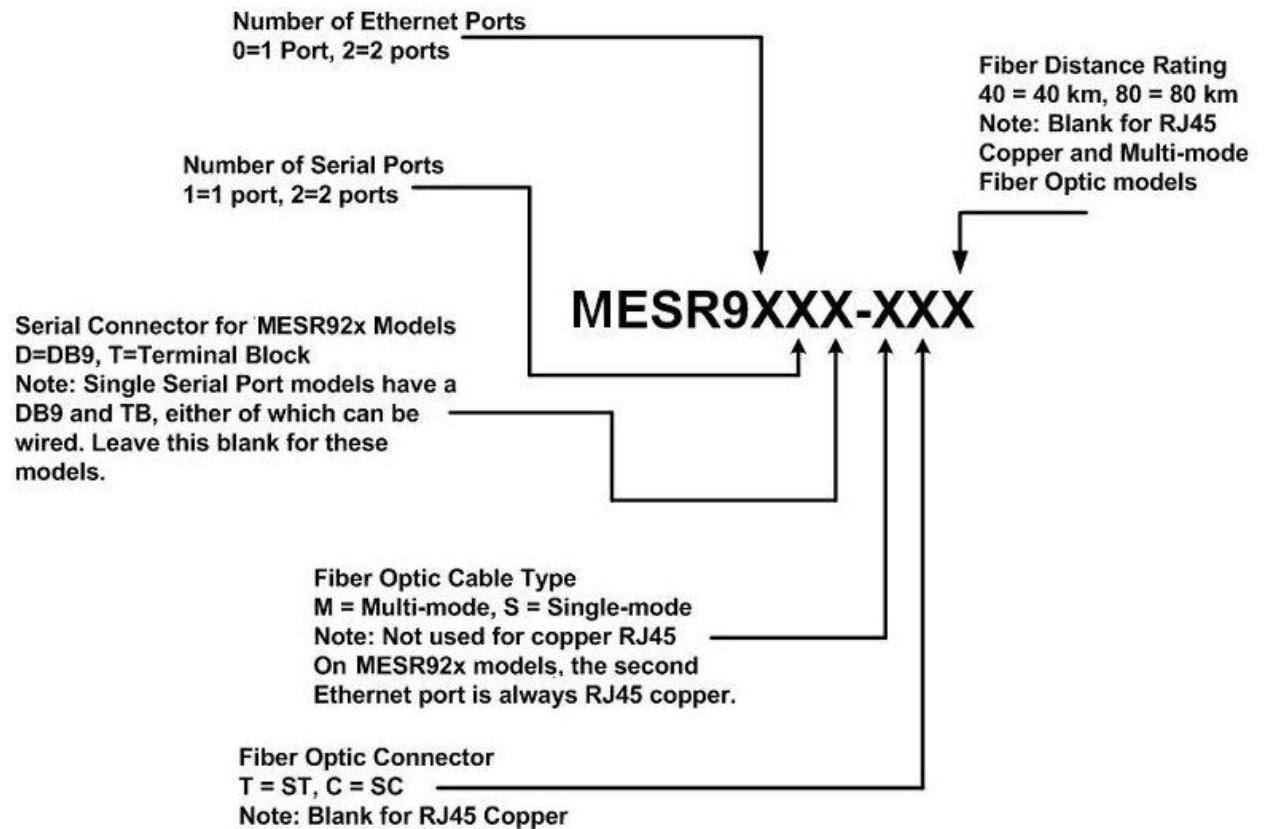 Number of Ethernet Ports
0=1 Port, 2=2 ports
Fiber Distance Rating
40 = 40 km, 80 = 80 km
Note: Blank for RJ45
Copper and Multi-mode
Fiber Optic models
Number of Serial Ports
1=1 port, 2=2 ports
MESR9XXX-XXX
Serial Connector for MESR92x Models
D=DB9, T=Terminal Block
Note: Single Serial Port models have a
DB9 and TB, either of which can be
wired. Leave this blank for these
models.
Fiber Optic Cable Type
M = Multi-mode, S = Single-mode
Note: Not used for copper RJ45
On MESR92x models, the second
Ethernet port is always RJ45 copper.
Fiber Optic Connector
T = ST, C = SC
Note: Blank for RJ45 Copper